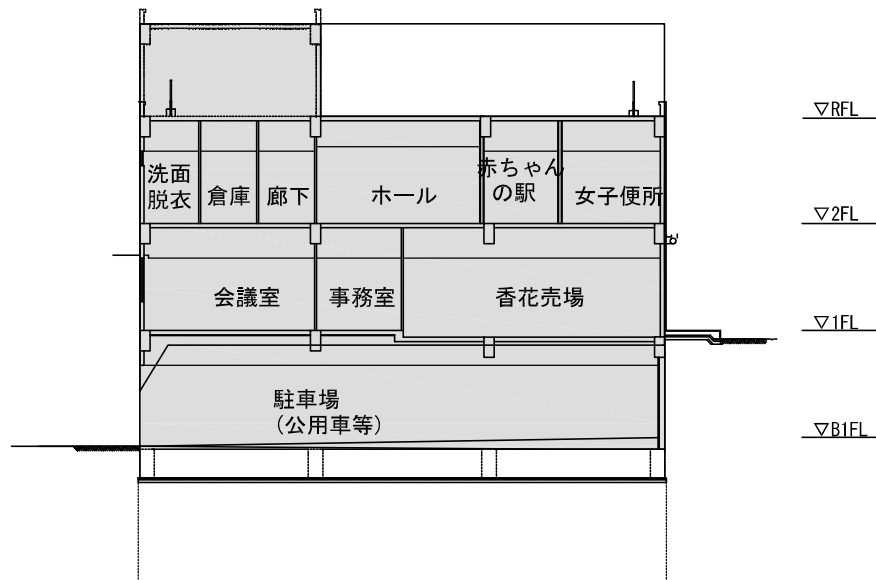 ▽RFL
洗面
脱衣
倉庫
廊下
ホール
赤ちゃん
の駅
女子便所
▽2FL
会議室
事務室
香花売場
▽1FL
駐車場
(公用車等)
▽B1FL